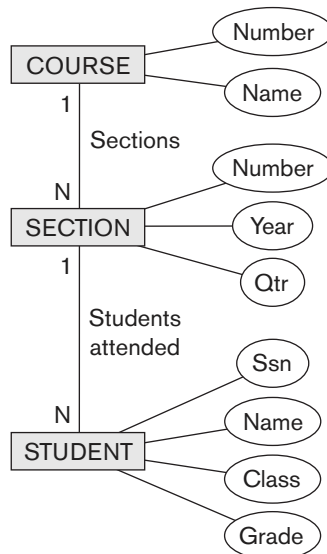 Number
COURSE
Name
1
Sections
Number
N
SECTION
Year
1
Qtr
Students
attended
Ssn
N
Name
STUDENT
Class
Grade